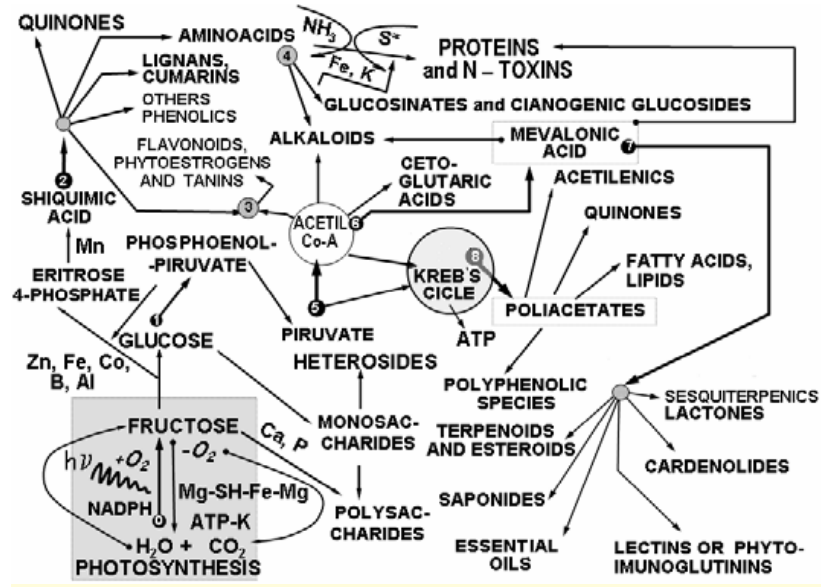 QUINONES
AMINOACIDS
NH3
S*
4
Fe, K
PROTEINS
and N – TOXINS
LIGNANS,
CUMARINS
OTHERS
PHENOLICS
GLUCOSINATES and CIANOGENIC GLUCOSIDES
FLAVONOIDS,
PHYTOESTROGENS
AND TANINS
ALKALOIDS
MEVALONIC
ACID
7
CETO-
GLUTARIC
ACIDS
ACETILENICS
2
SHIQUIMIC
ACID
3
ACETIL
Co-A
6
QUINONES
Mn
PHOSPHOENOL-
-PIRUVATE
8
KREB'S
CICLE
FATTY ACIDS,
LIPIDS
ERITROSE
4-PHOSPHATE
5
POLIACETATES
1
GLUCOSE
PIRUVATE
ATP
Zn, Fe, Co,
B, Al
HETEROSIDES
POLYPHENOLIC
SPECIES
SESQUITERPENICS
LACTONES
FRUCTOSE
Ca, P
MONOSAC-
CHARIDES
TERPENOIDS
AND ESTEROIDS
hν
+O2
-O2
CARDENOLIDES
NADPH
Mg-SH-Fe-Mg
SAPONIDES
0
ATP-K
POLYSAC-
CHARIDES
H2O + CO2
PHOTOSYNTHESIS
ESSENTIAL
OILS
LECTINS OR PHYTO-
IMUNOGLUTININS